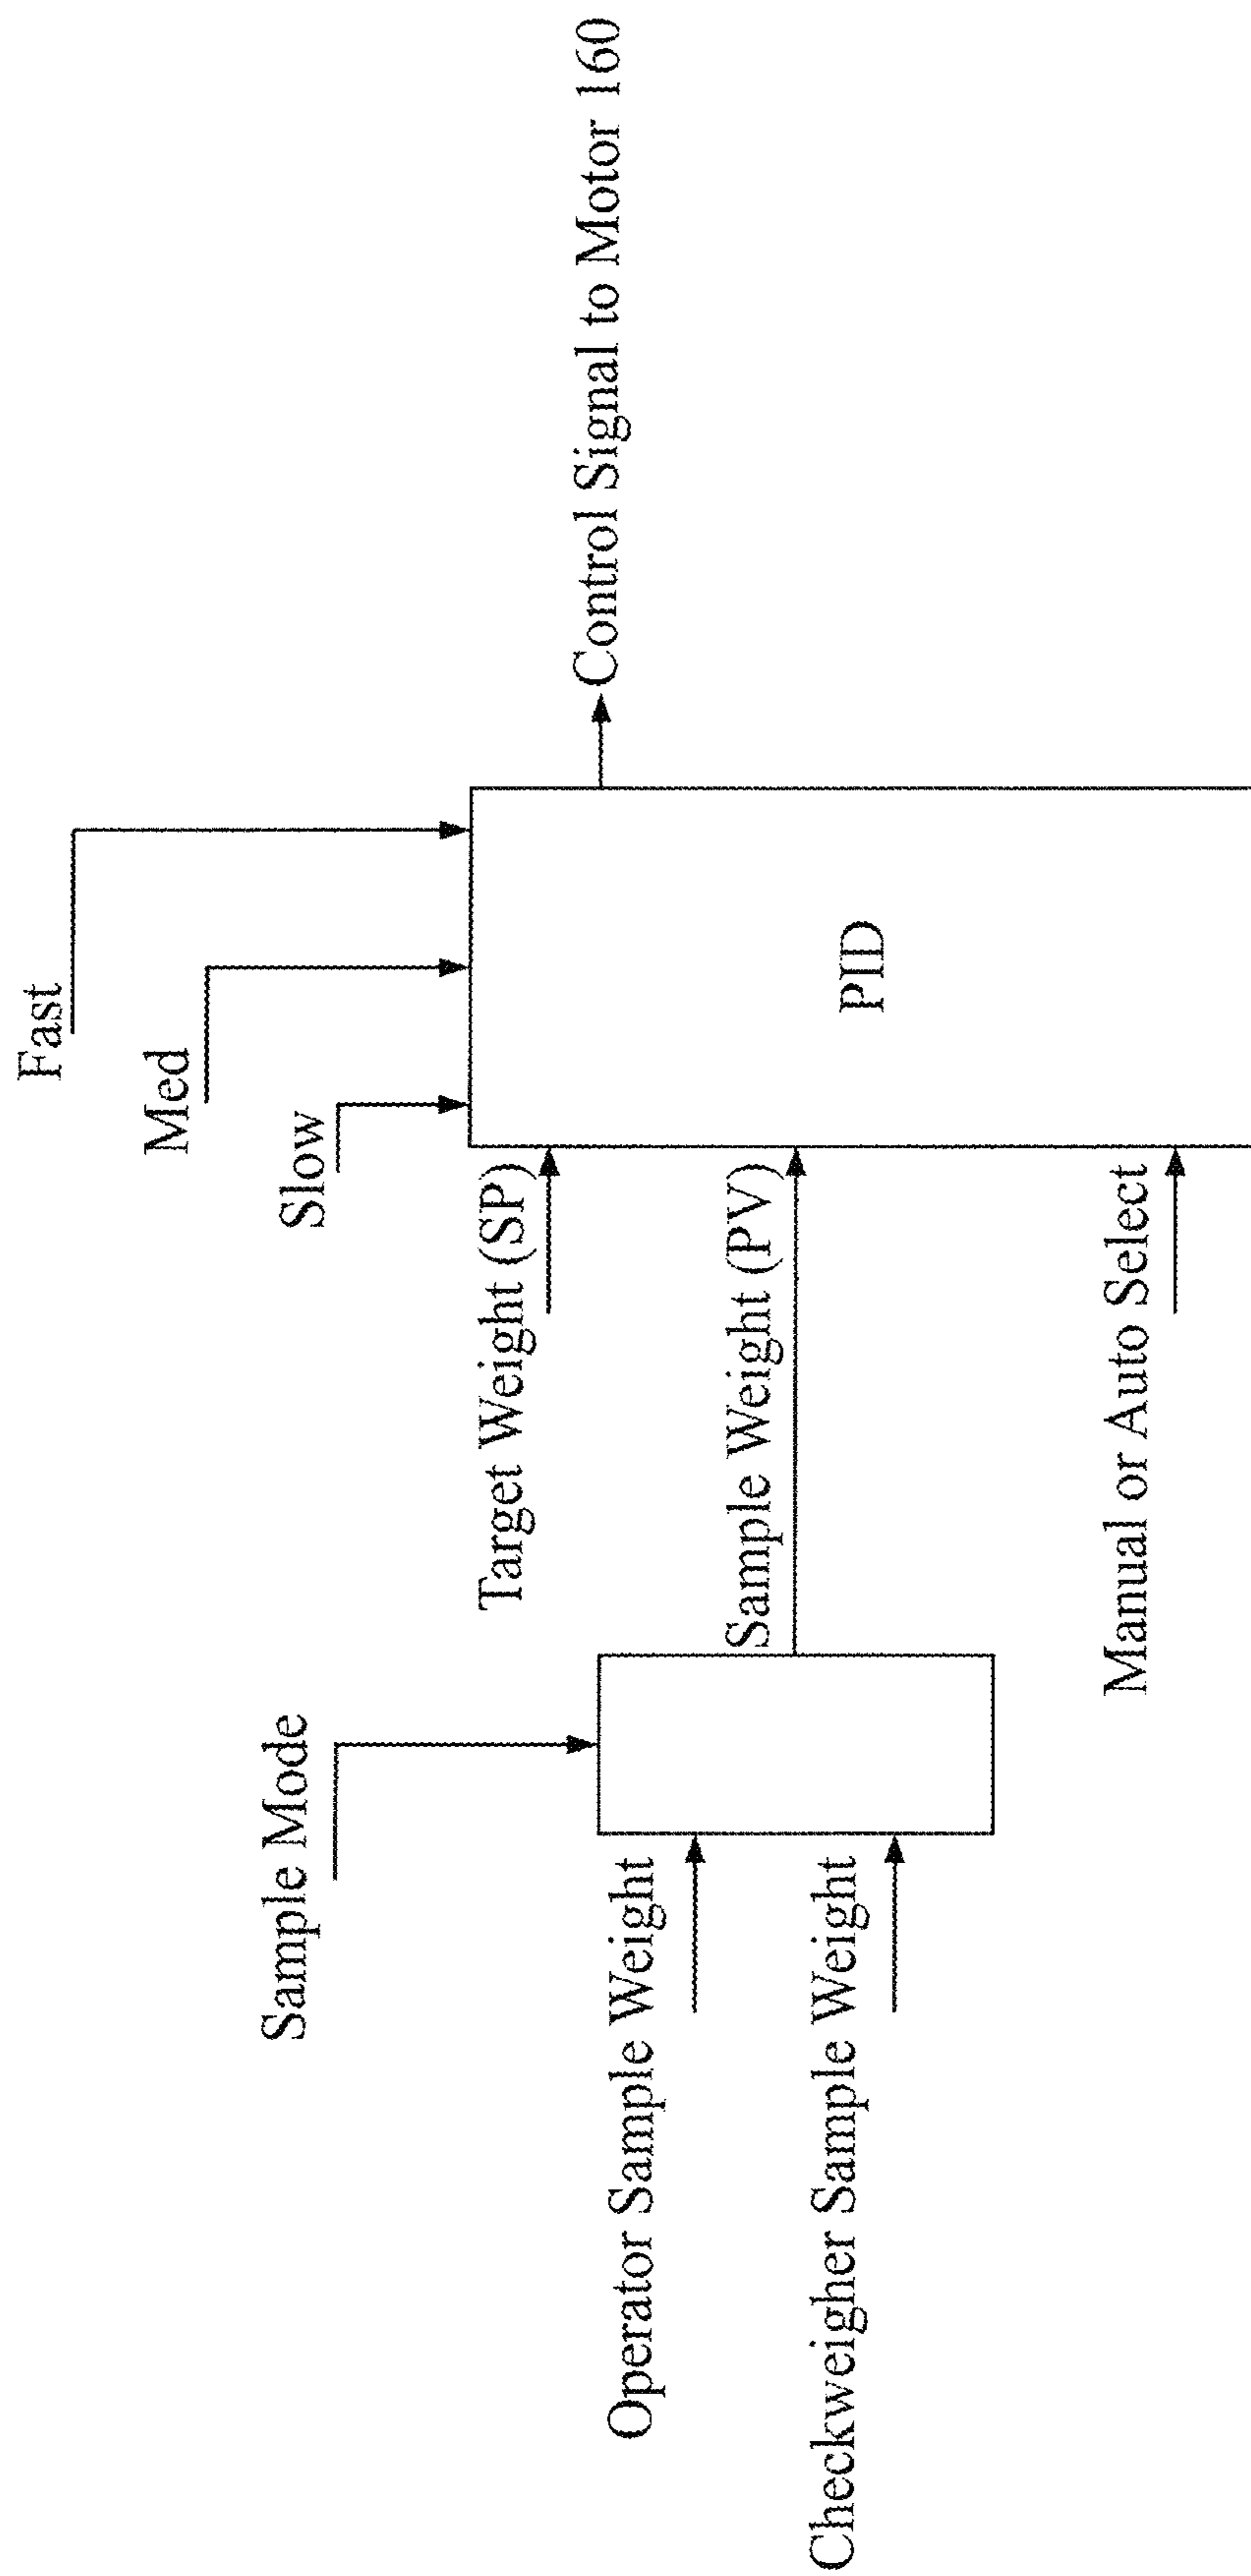 Fast
Med
Slow
Sample Mode
Target Weight (SP)
Control Signal to Motor 160
Operator Sample Weight
Sample Weight (PV)
PID
Checkweigher Sample Weight
Manual or Auto Select